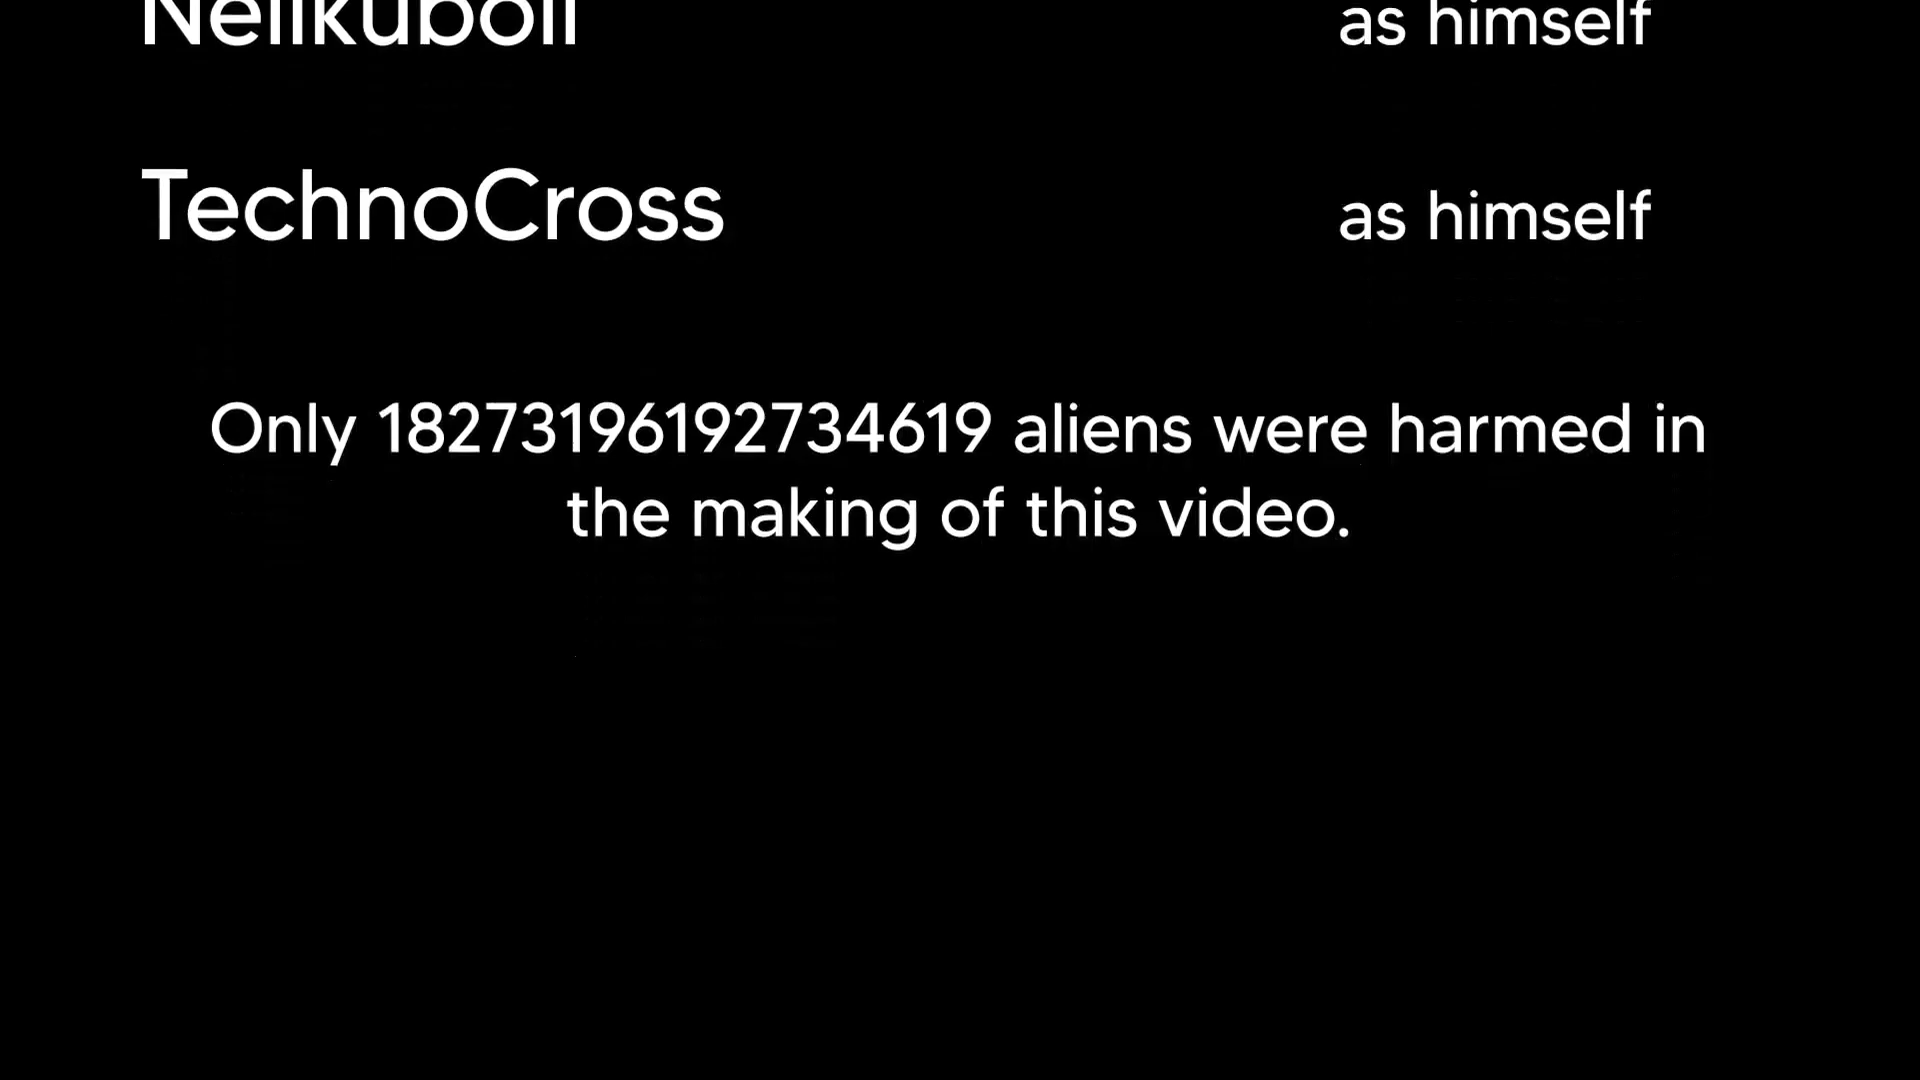 as himself
TechnoCross as himself
Only 18273196192734619 aliens were harmed in
the making of this video.